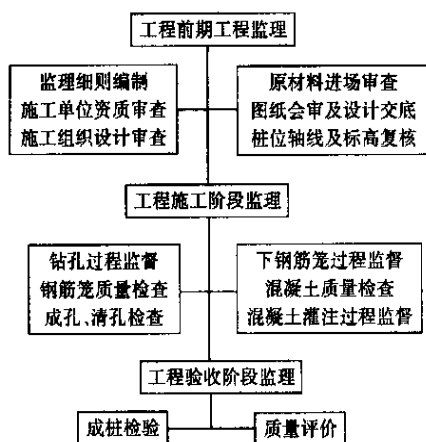 工程前期工程监理
监理细则编制
施工单位资质审查
施工组织设计审查
原材料进场审查
图纸会审及设计交底
桩位轴线及标高复核
工程施工阶段监理
钻孔过程监督
钢筋笼质量检查
成孔、清孔检查
下钢筋笼过程监督
混凝土质量检查
混凝土灌注过程监督
工程验收阶段监理
成桩检验
质量评价